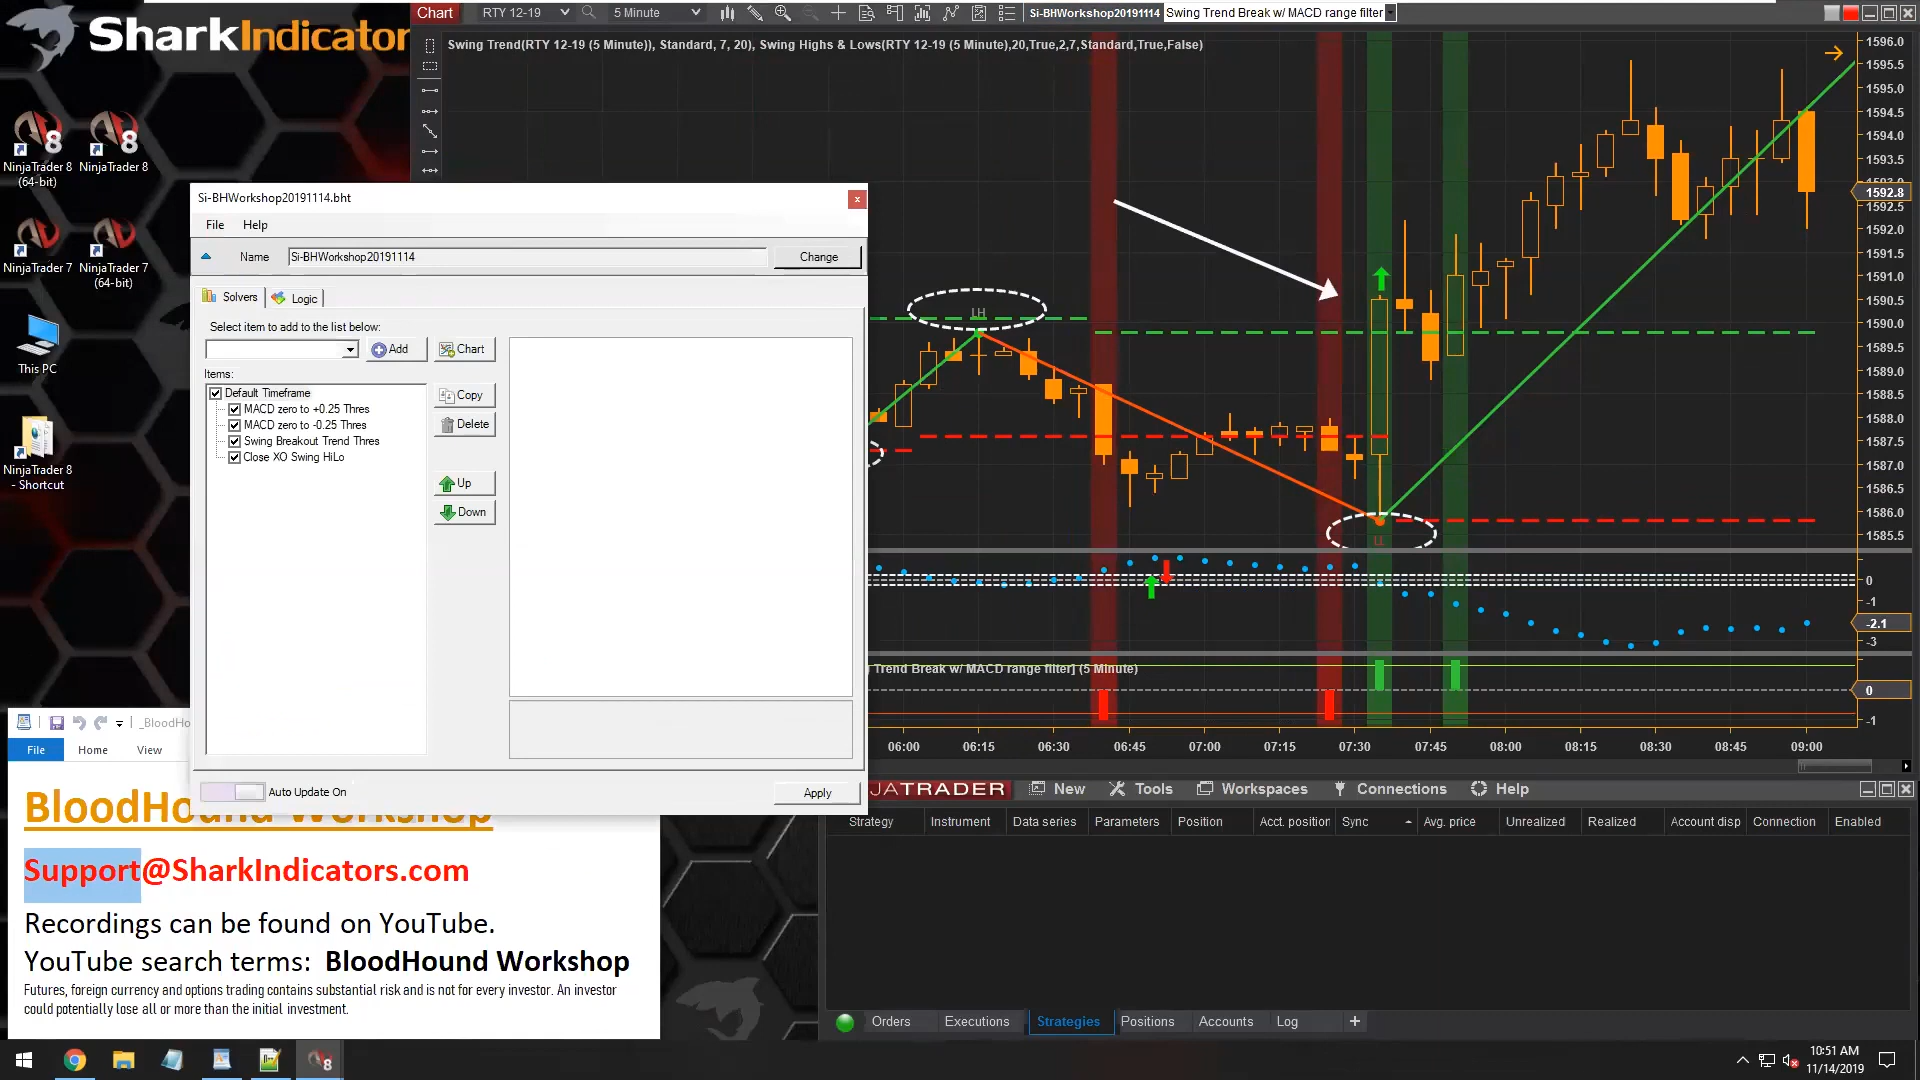 SharkIndicators
NinjaTrader 8
(64-bit)
NinjaTrader 8
NinjaTrader 7
NinjaTrader 7
(64-bit)
This PC
NinjaTrader 8
- Shortcut
Chart
RTY 12-19
5 Minute
Si-BHWorkshop20191114
Swing Trend Break w/ MACD range filter
Swing Trend(RTY 12-19 (5 Minute)), Standard, 7, 20), Swing Highs & Lows(RTY 12-19 (5 Minute),20,True,2,7,Standard,True,False)
1596.0
1595.5
1595.0
1594.5
1594.0
1593.5
1593.0
1592.8
1592.5
1592.0
1591.5
1591.0
1590.5
1590.0
1589.5
1589.0
1588.5
1588.0
1587.5
1587.0
1586.5
1586.0
1585.5
LH
LL
0
-1
-2.1
-3
Trend Break w/ MACD range filter] (5 Minute)
0
-1
06:00 06:15 06:30 06:45 07:00 07:15 07:30 07:45 08:00 08:15 08:30 08:45 09:00
Si-BHWorkshop20191114.bht
File Help
Name Si-BHWorkshop20191114 Change
Solvers Logic
Select item to add to the list below:
Add Chart
Items:
Default Timeframe
MACD zero to +0.25 Thres
MACD zero to -0.25 Thres
Swing Breakout Trend Thres
Close XO Swing HiLo
Copy
Delete
Up
Down
Auto Update On
Apply
_BloodHo
File Home View
BloodHound Workshop
Support@SharkIndicators.com
Recordings can be found on YouTube.
YouTube search terms: BloodHound Workshop
Futures, foreign currency and options trading contains substantial risk and is not for every investor. An investor
could potentially lose all or more than the initial investment.
JATRADER New Tools Workspaces Connections Help
Strategy Instrument Data series Parameters Position Acct. position Sync Avg. price Unrealized Realized Account disp Connection Enabled
Orders Executions Strategies Positions Accounts Log +
8
10:51 AM
11/14/2019